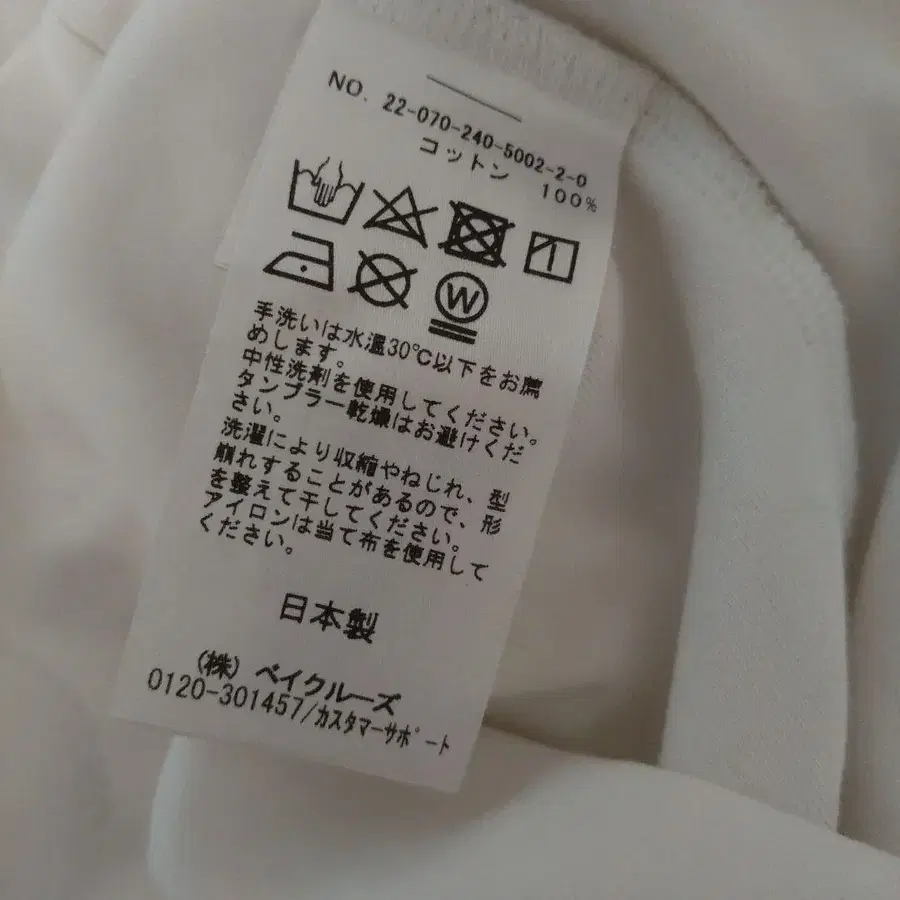 NO. 22-070-240-5002-2-0
コットン 100%
W
手洗いは水温30℃以下をお薦
めします。
中性洗剤を使用してください。
タンブラー乾燥はお避けくだ
さい。
洗濯により収縮やねじれ、型
崩れすることがあるので、形
を整えて干してください。
アイロンは当て布を使用して
ください。
日本製
(株) ベイクルーズ
0120-301457/カスタマーサポート